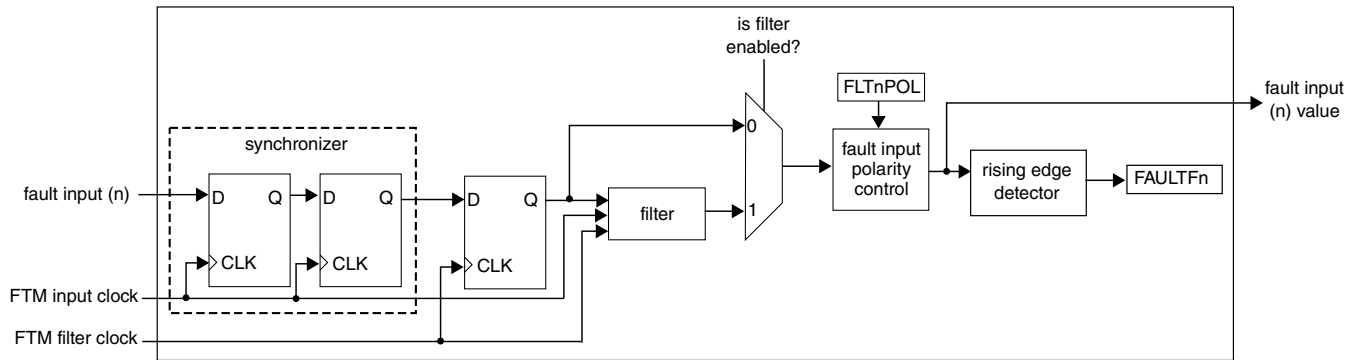 is filter
enabled?
FLTnPOL
fault input
(n) value
0
synchronizer
fault input
polarity
control
rising edge
detector
FAULTFn
fault input (n)
D Q D Q D Q
filter
1
CLK CLK CLK
FTM input clock
FTM filter clock